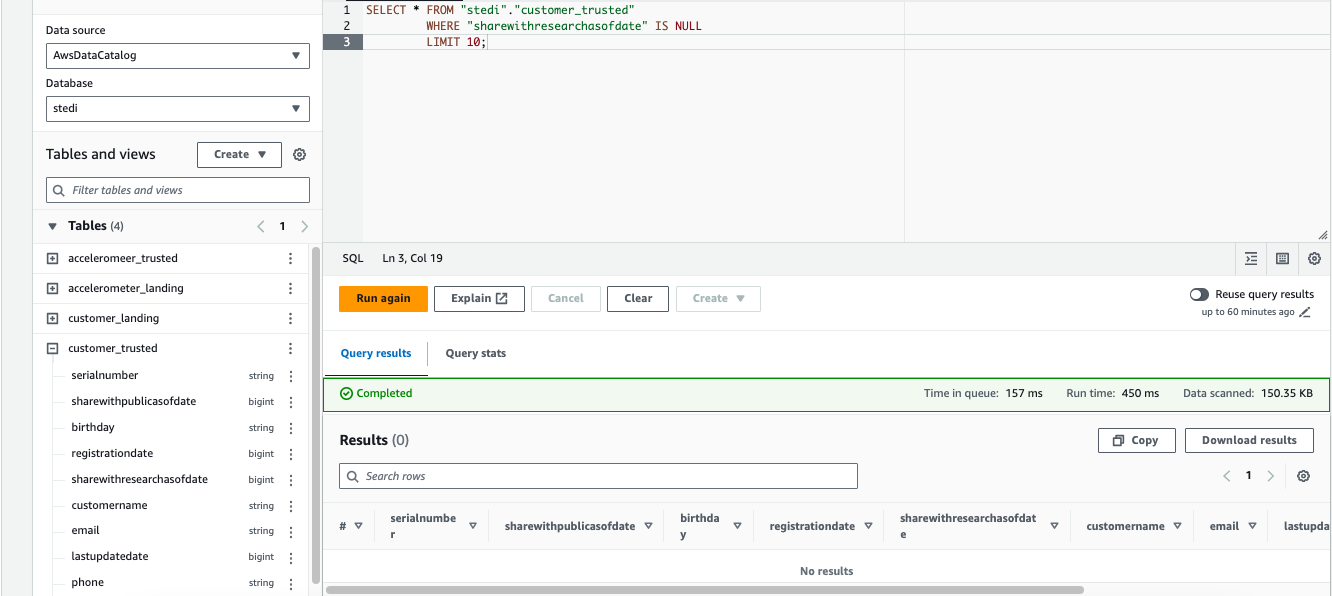 Data source
AwsDataCatalog
Database
stedi
Tables and views
Create
Filter tables and views
Tables (4)
1
acceleromeer_trusted
accelerometer_landing
customer_landing
customer_trusted
serialnumber string
sharewithpublicasofdate bigint
birthday string
registrationdate bigint
sharewithresearchasofdate bigint
customername string
email string
lastupdatedate bigint
phone string
1 SELECT * FROM "stedi"."customer_trusted"
2 WHERE "sharewithresearchasofdate" IS NULL
3 LIMIT 10;
SQL Ln 3, Col 19
Run again Explain Cancel Clear Create
Reuse query results
up to 60 minutes ago
Query results Query stats
Completed Time in queue: 157 ms Run time: 450 ms Data scanned: 150.35 KB
Results (0)
Copy Download results
Search rows
1
# serialnumbe
r sharewithpublicasofdate birthda
y registrationdate sharewithresearchasofdat
e customername email lastupda
No results